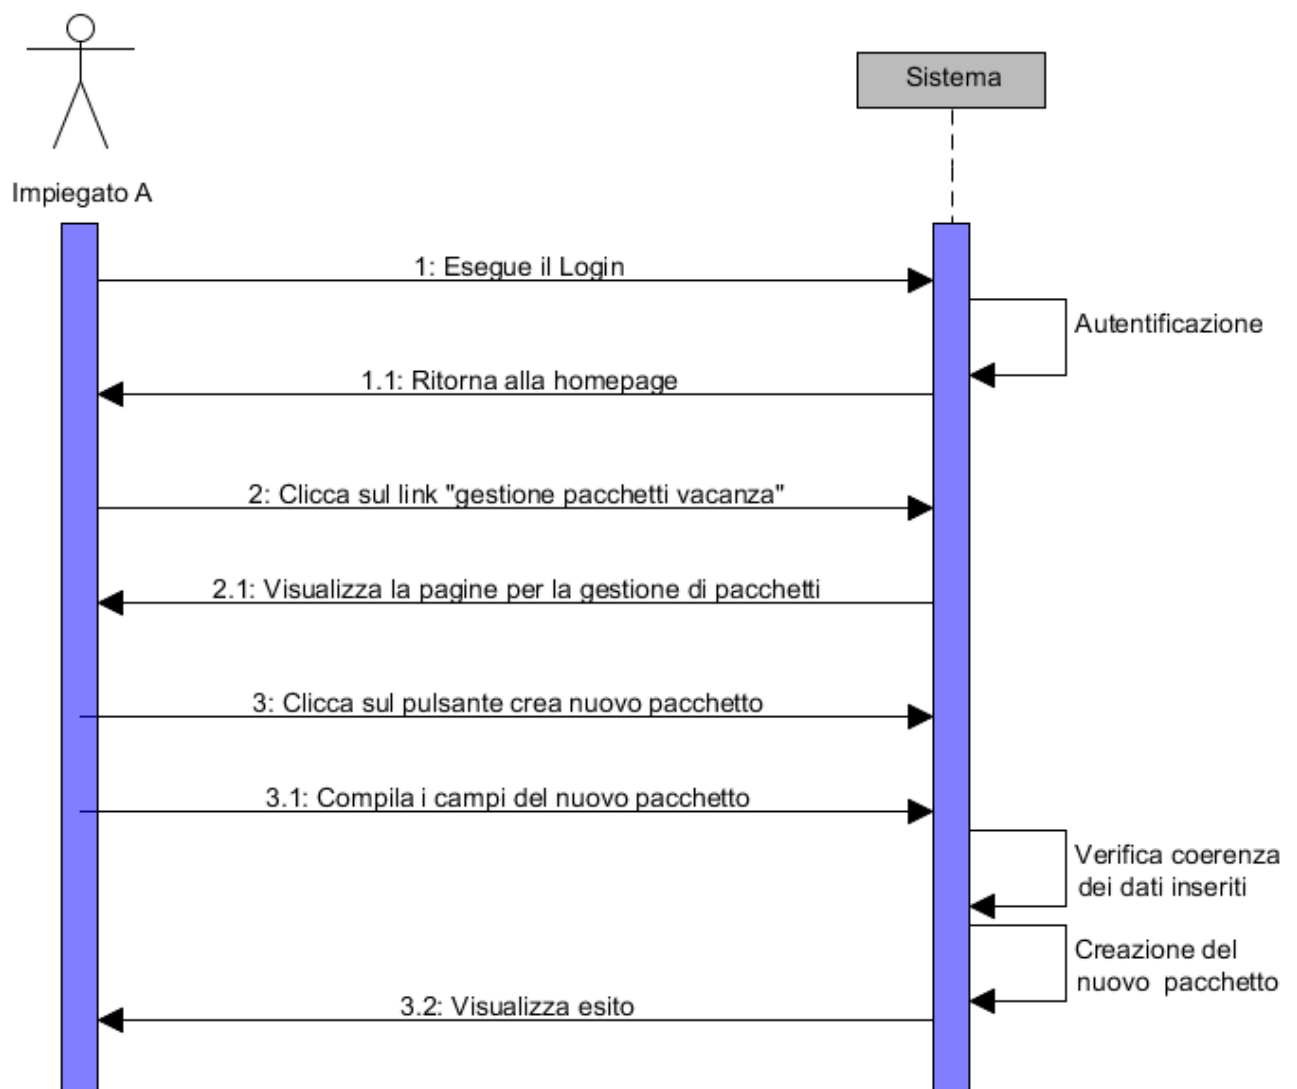 Sistema
Impiegato A
1: Esegue il Login
Autentificazione
1.1: Ritorna alla homepage
2: Clicca sul link "gestione pacchetti vacanza"
2.1: Visualizza la pagine per la gestione di pacchetti
3: Clicca sul pulsante crea nuovo pacchetto
3.1: Compila i campi del nuovo pacchetto
Verifica coerenza
dei dati inseriti
Creazione del
nuovo pacchetto
3.2: Visualizza esito